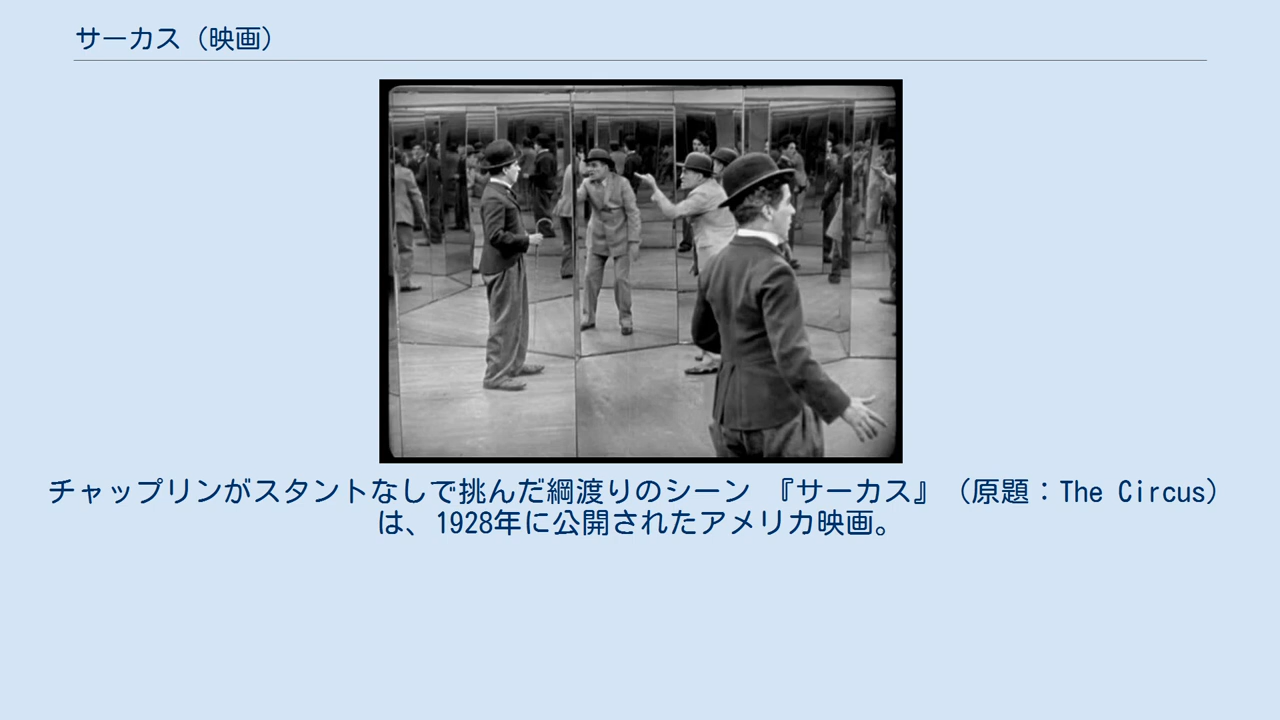 サーカス（映画）
チャップリンがスタントなしで挑んだ綱渡りのシーン 『サーカス』（原題：The Circus）
は、1928年に公開されたアメリカ映画。